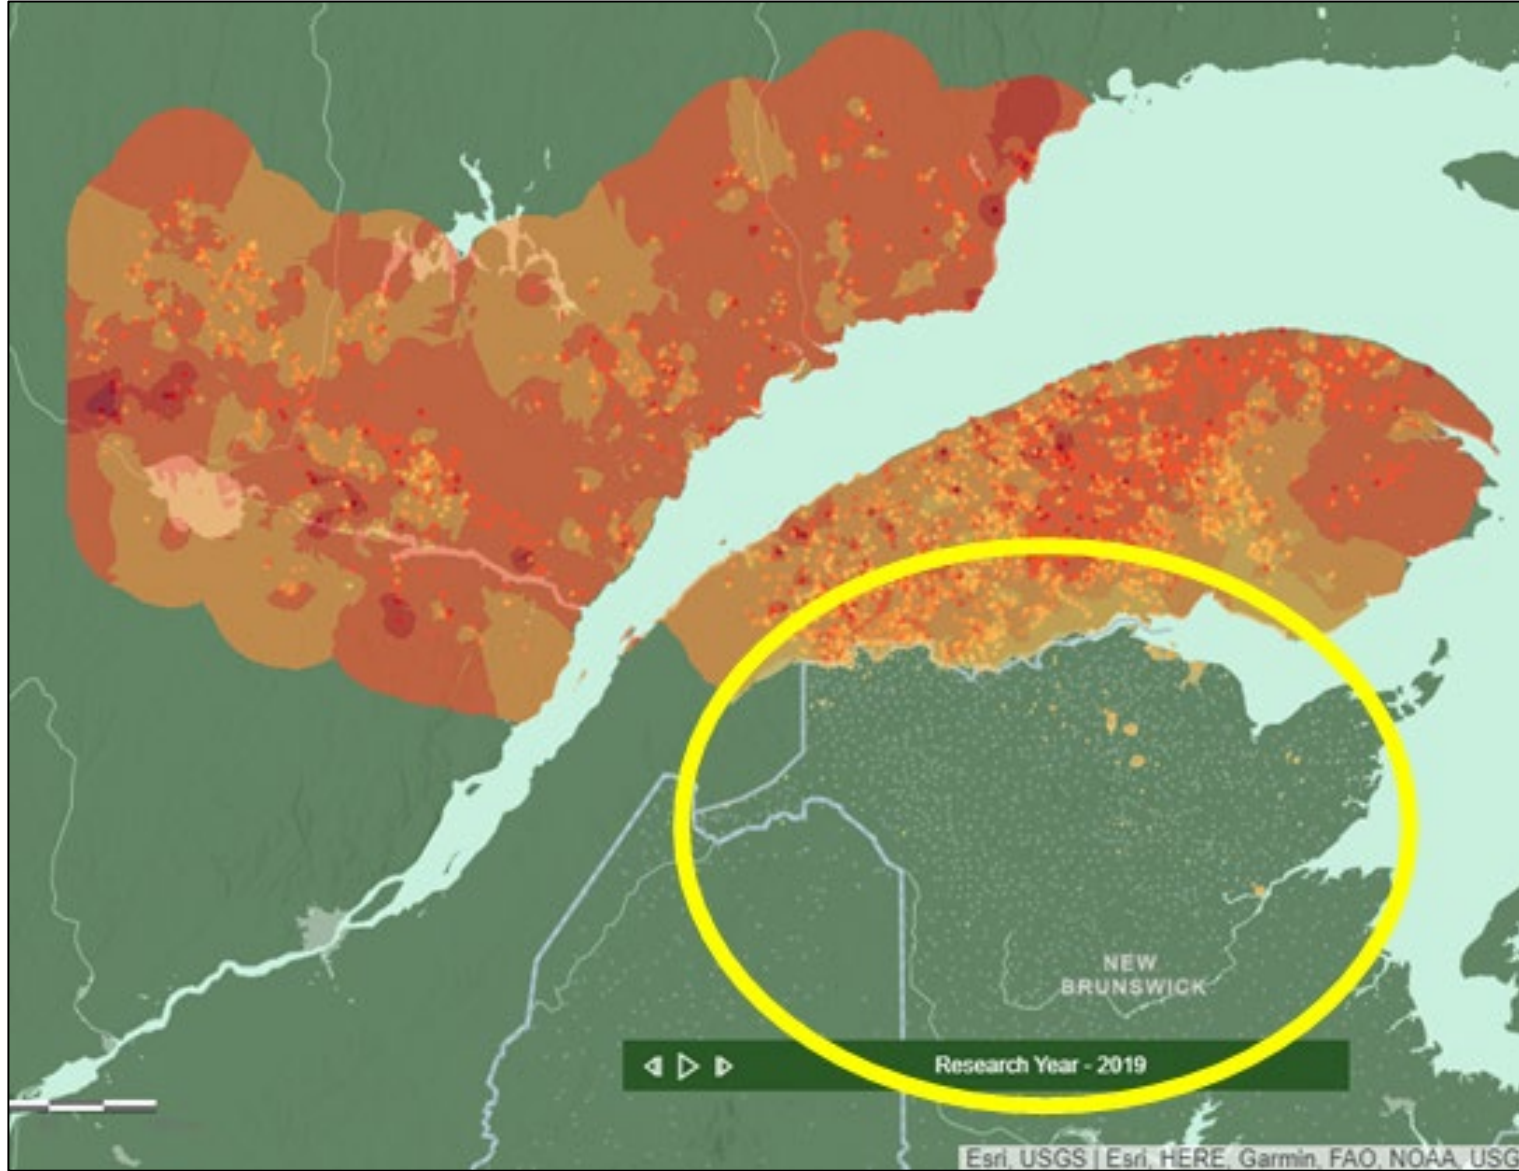 NEW
BRUNSWICK
Research Year - 2019
Esri, USGS | Esri, HERE, Garmin, FAO, NOAA, USG